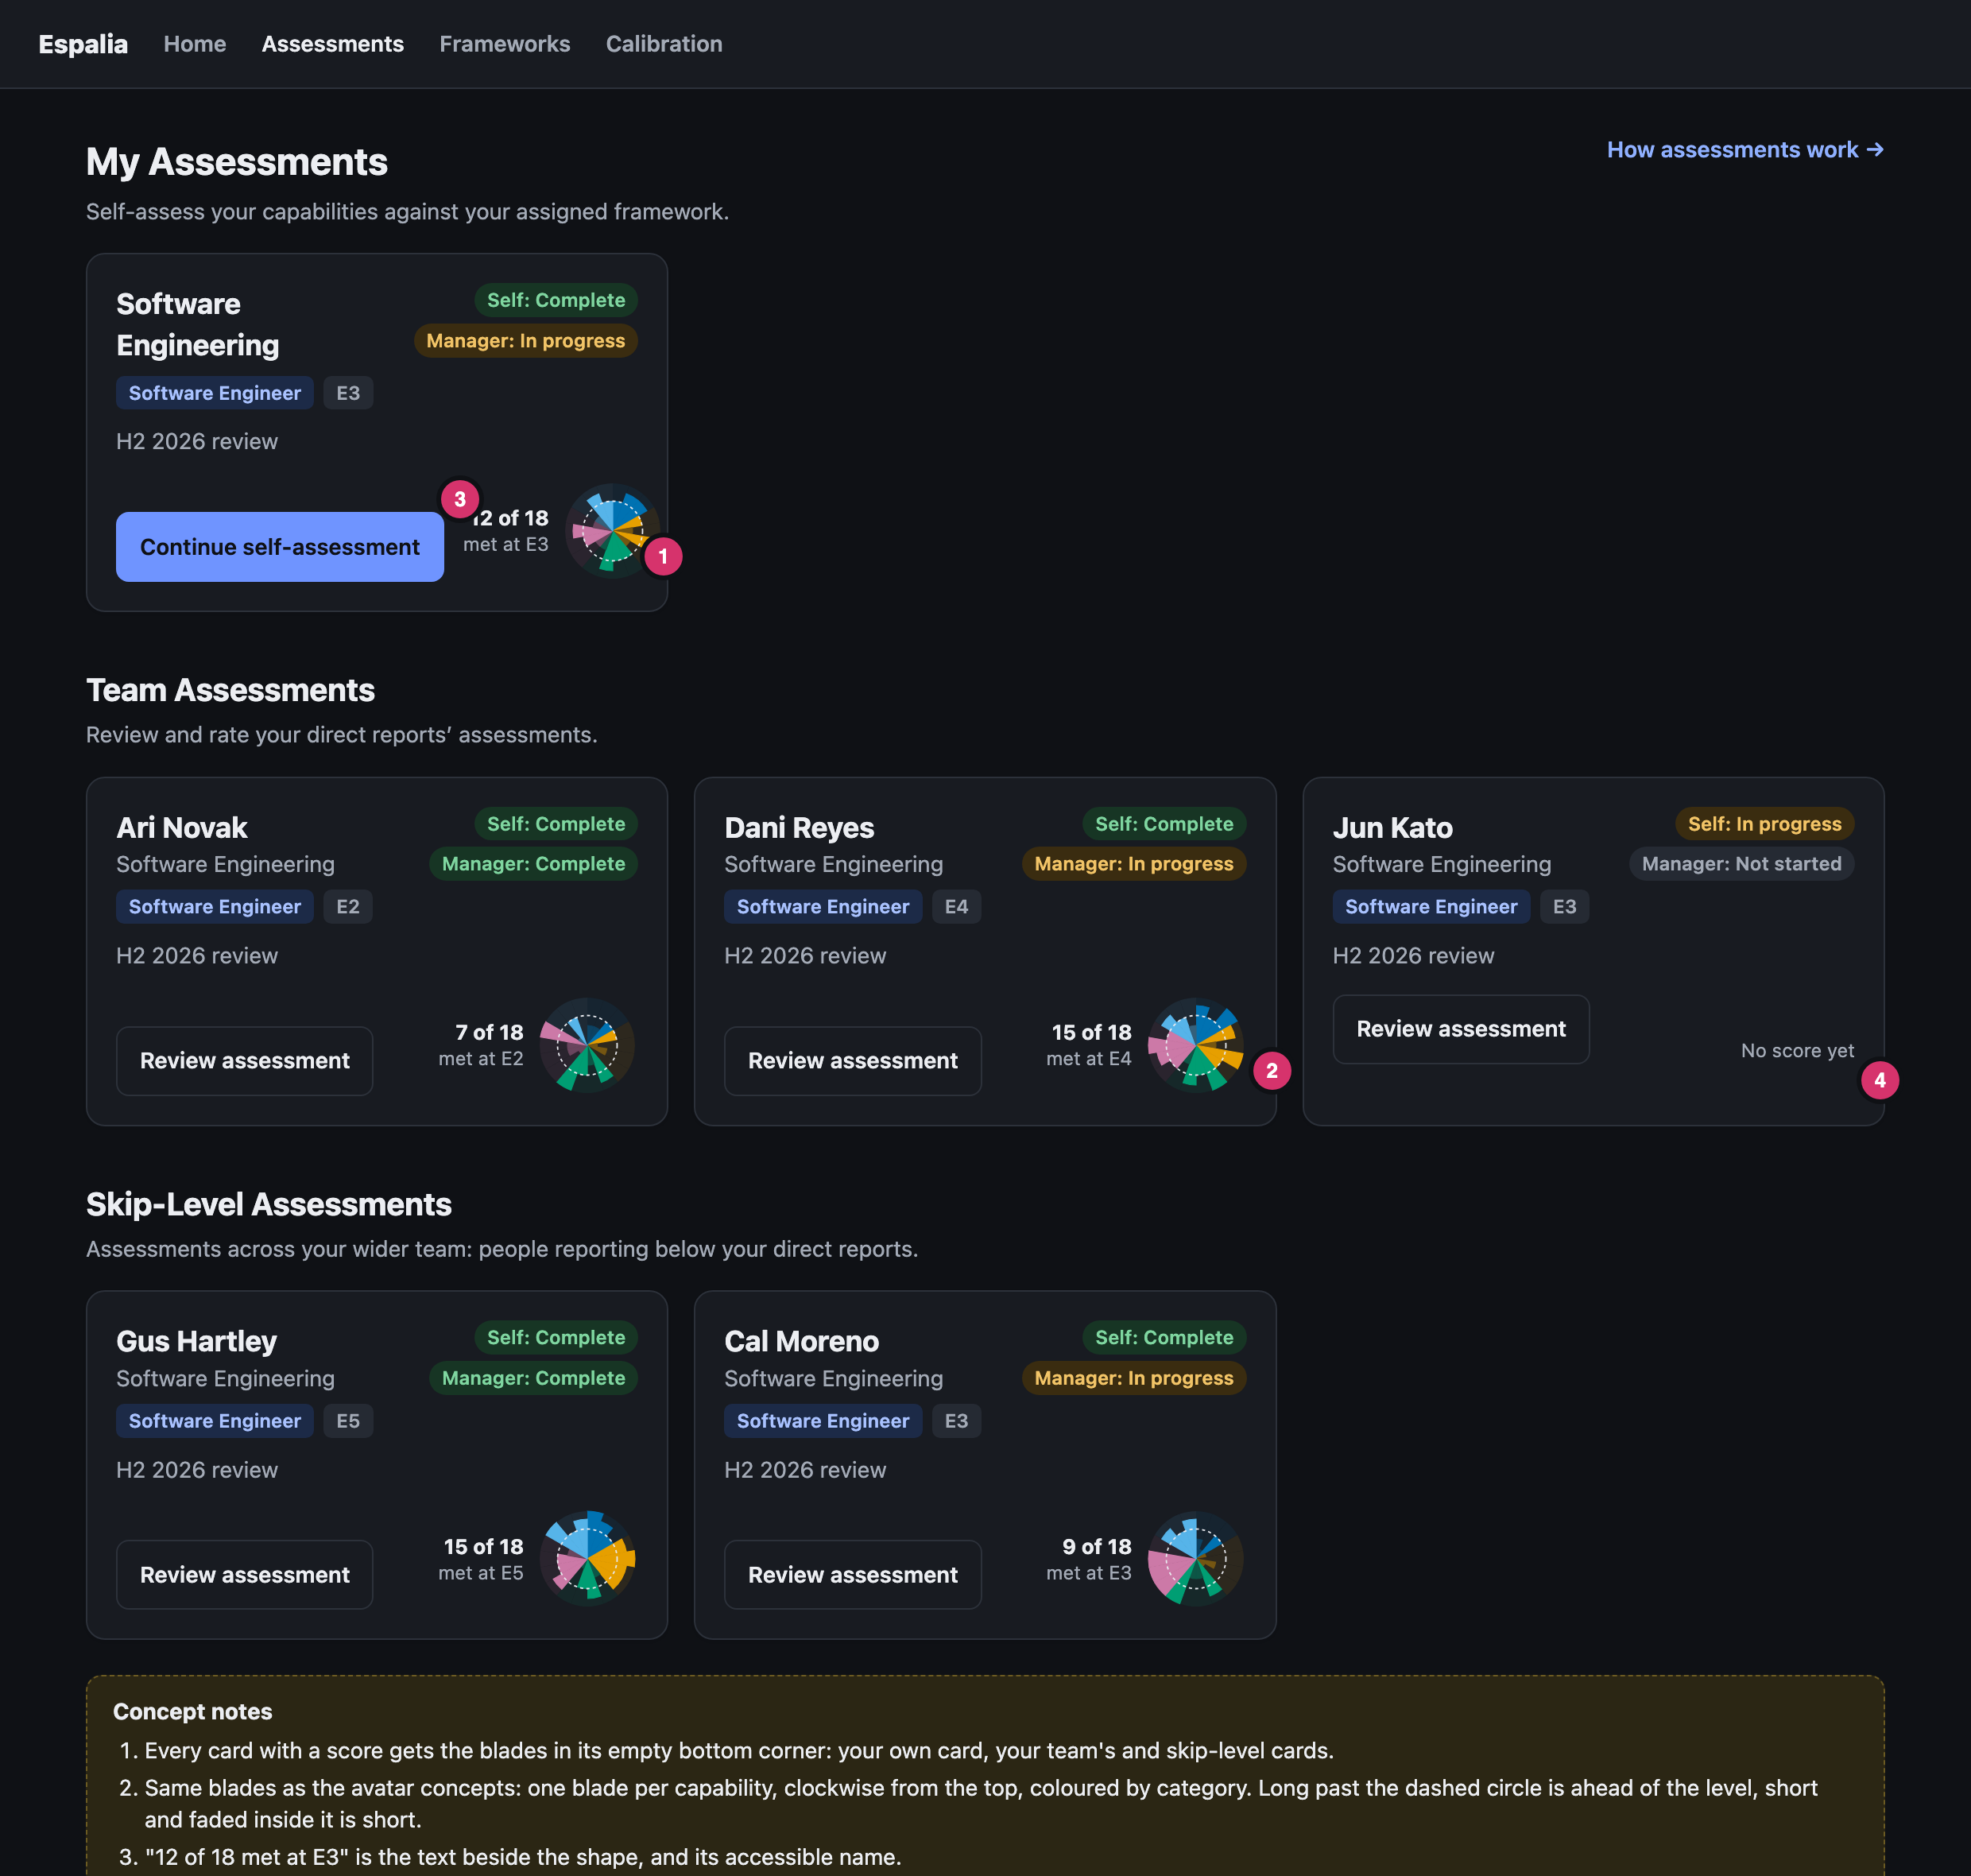 Espalia Home Assessments Frameworks Calibration
My Assessments
How assessments work →
Self-assess your capabilities against your assigned framework.
Software Engineering
Self: Complete
Manager: In progress
Software Engineer E3
H2 2026 review
3
Continue self-assessment
12 of 18
met at E3
1
Team Assessments
Review and rate your direct reports’ assessments.
Ari Novak
Self: Complete
Software Engineering
Manager: Complete
Software Engineer E2
H2 2026 review
Review assessment
7 of 18
met at E2
Dani Reyes
Self: Complete
Software Engineering
Manager: In progress
Software Engineer E4
H2 2026 review
Review assessment
15 of 18
met at E4
2
Jun Kato
Self: In progress
Software Engineering
Manager: Not started
Software Engineer E3
H2 2026 review
Review assessment
No score yet
4
Skip-Level Assessments
Assessments across your wider team: people reporting below your direct reports.
Gus Hartley
Self: Complete
Software Engineering
Manager: Complete
Software Engineer E5
H2 2026 review
Review assessment
15 of 18
met at E5
Cal Moreno
Self: Complete
Software Engineering
Manager: In progress
Software Engineer E3
H2 2026 review
Review assessment
9 of 18
met at E3
Concept notes
1. Every card with a score gets the blades in its empty bottom corner: your own card, your team's and skip-level cards.
2. Same blades as the avatar concepts: one blade per capability, clockwise from the top, coloured by category. Long past the dashed circle is ahead of the level, short
and faded inside it is short.
3. "12 of 18 met at E3" is the text beside the shape, and its accessible name.